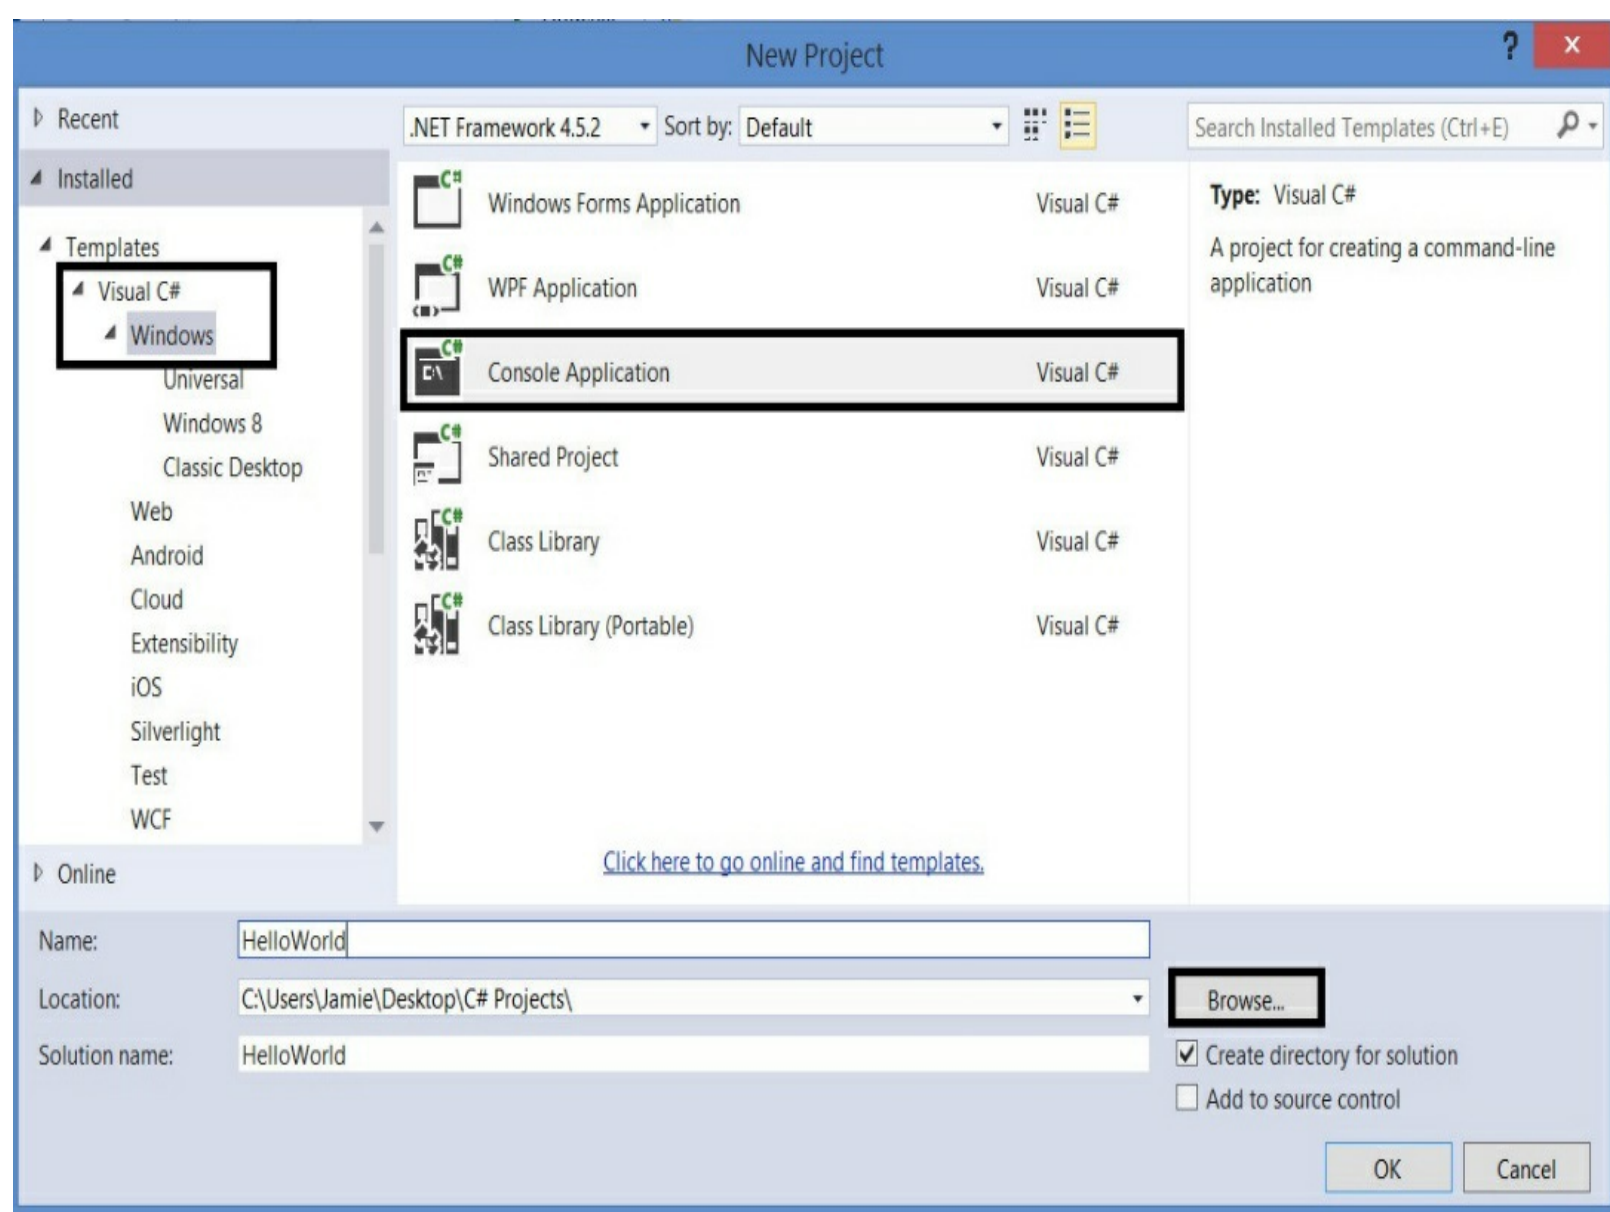 New Project
?
x
Recent
Installed
Templates
Visual C#
Windows
Universal
Windows 8
Classic Desktop
Web
Android
Cloud
Extensibility
iOS
Silverlight
Test
WCF
Online
.NET Framework 4.5.2 Sort by: Default
Search Installed Templates (Ctrl+E)
C# Windows Forms Application Visual C#
C# WPF Application Visual C#
C# C:\ Console Application Visual C#
C# Shared Project Visual C#
C# Class Library Visual C#
C# Class Library (Portable) Visual C#
Click here to go online and find templates.
Type: Visual C#
A project for creating a command-line
application
Name: HelloWorld
Location: C:\Users\Jamie\Desktop\C# Projects\
Browse...
Solution name: HelloWorld
Create directory for solution
Add to source control
OK Cancel